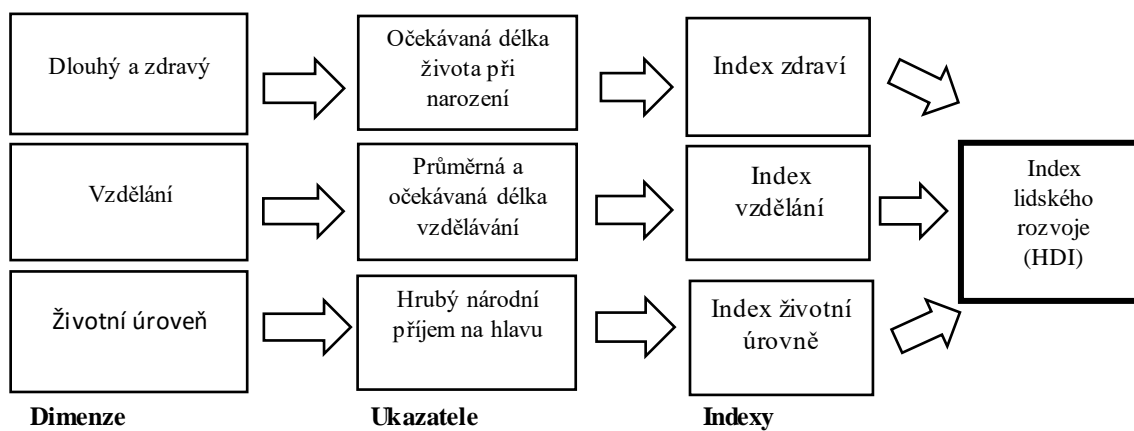 Dlouhý a zdravý
Očekávaná délka
života při
narození
Index zdraví
Vzdělání
Průměrná a
očekávaná délka
vzdělávání
Index
vzdělání
Index
lidského
rozvoje
(HDI)
Životní úroveň
Hrubý národní
příjem na hlavu
Index životní
úrovně
Dimenze
Ukazatele
Indexy